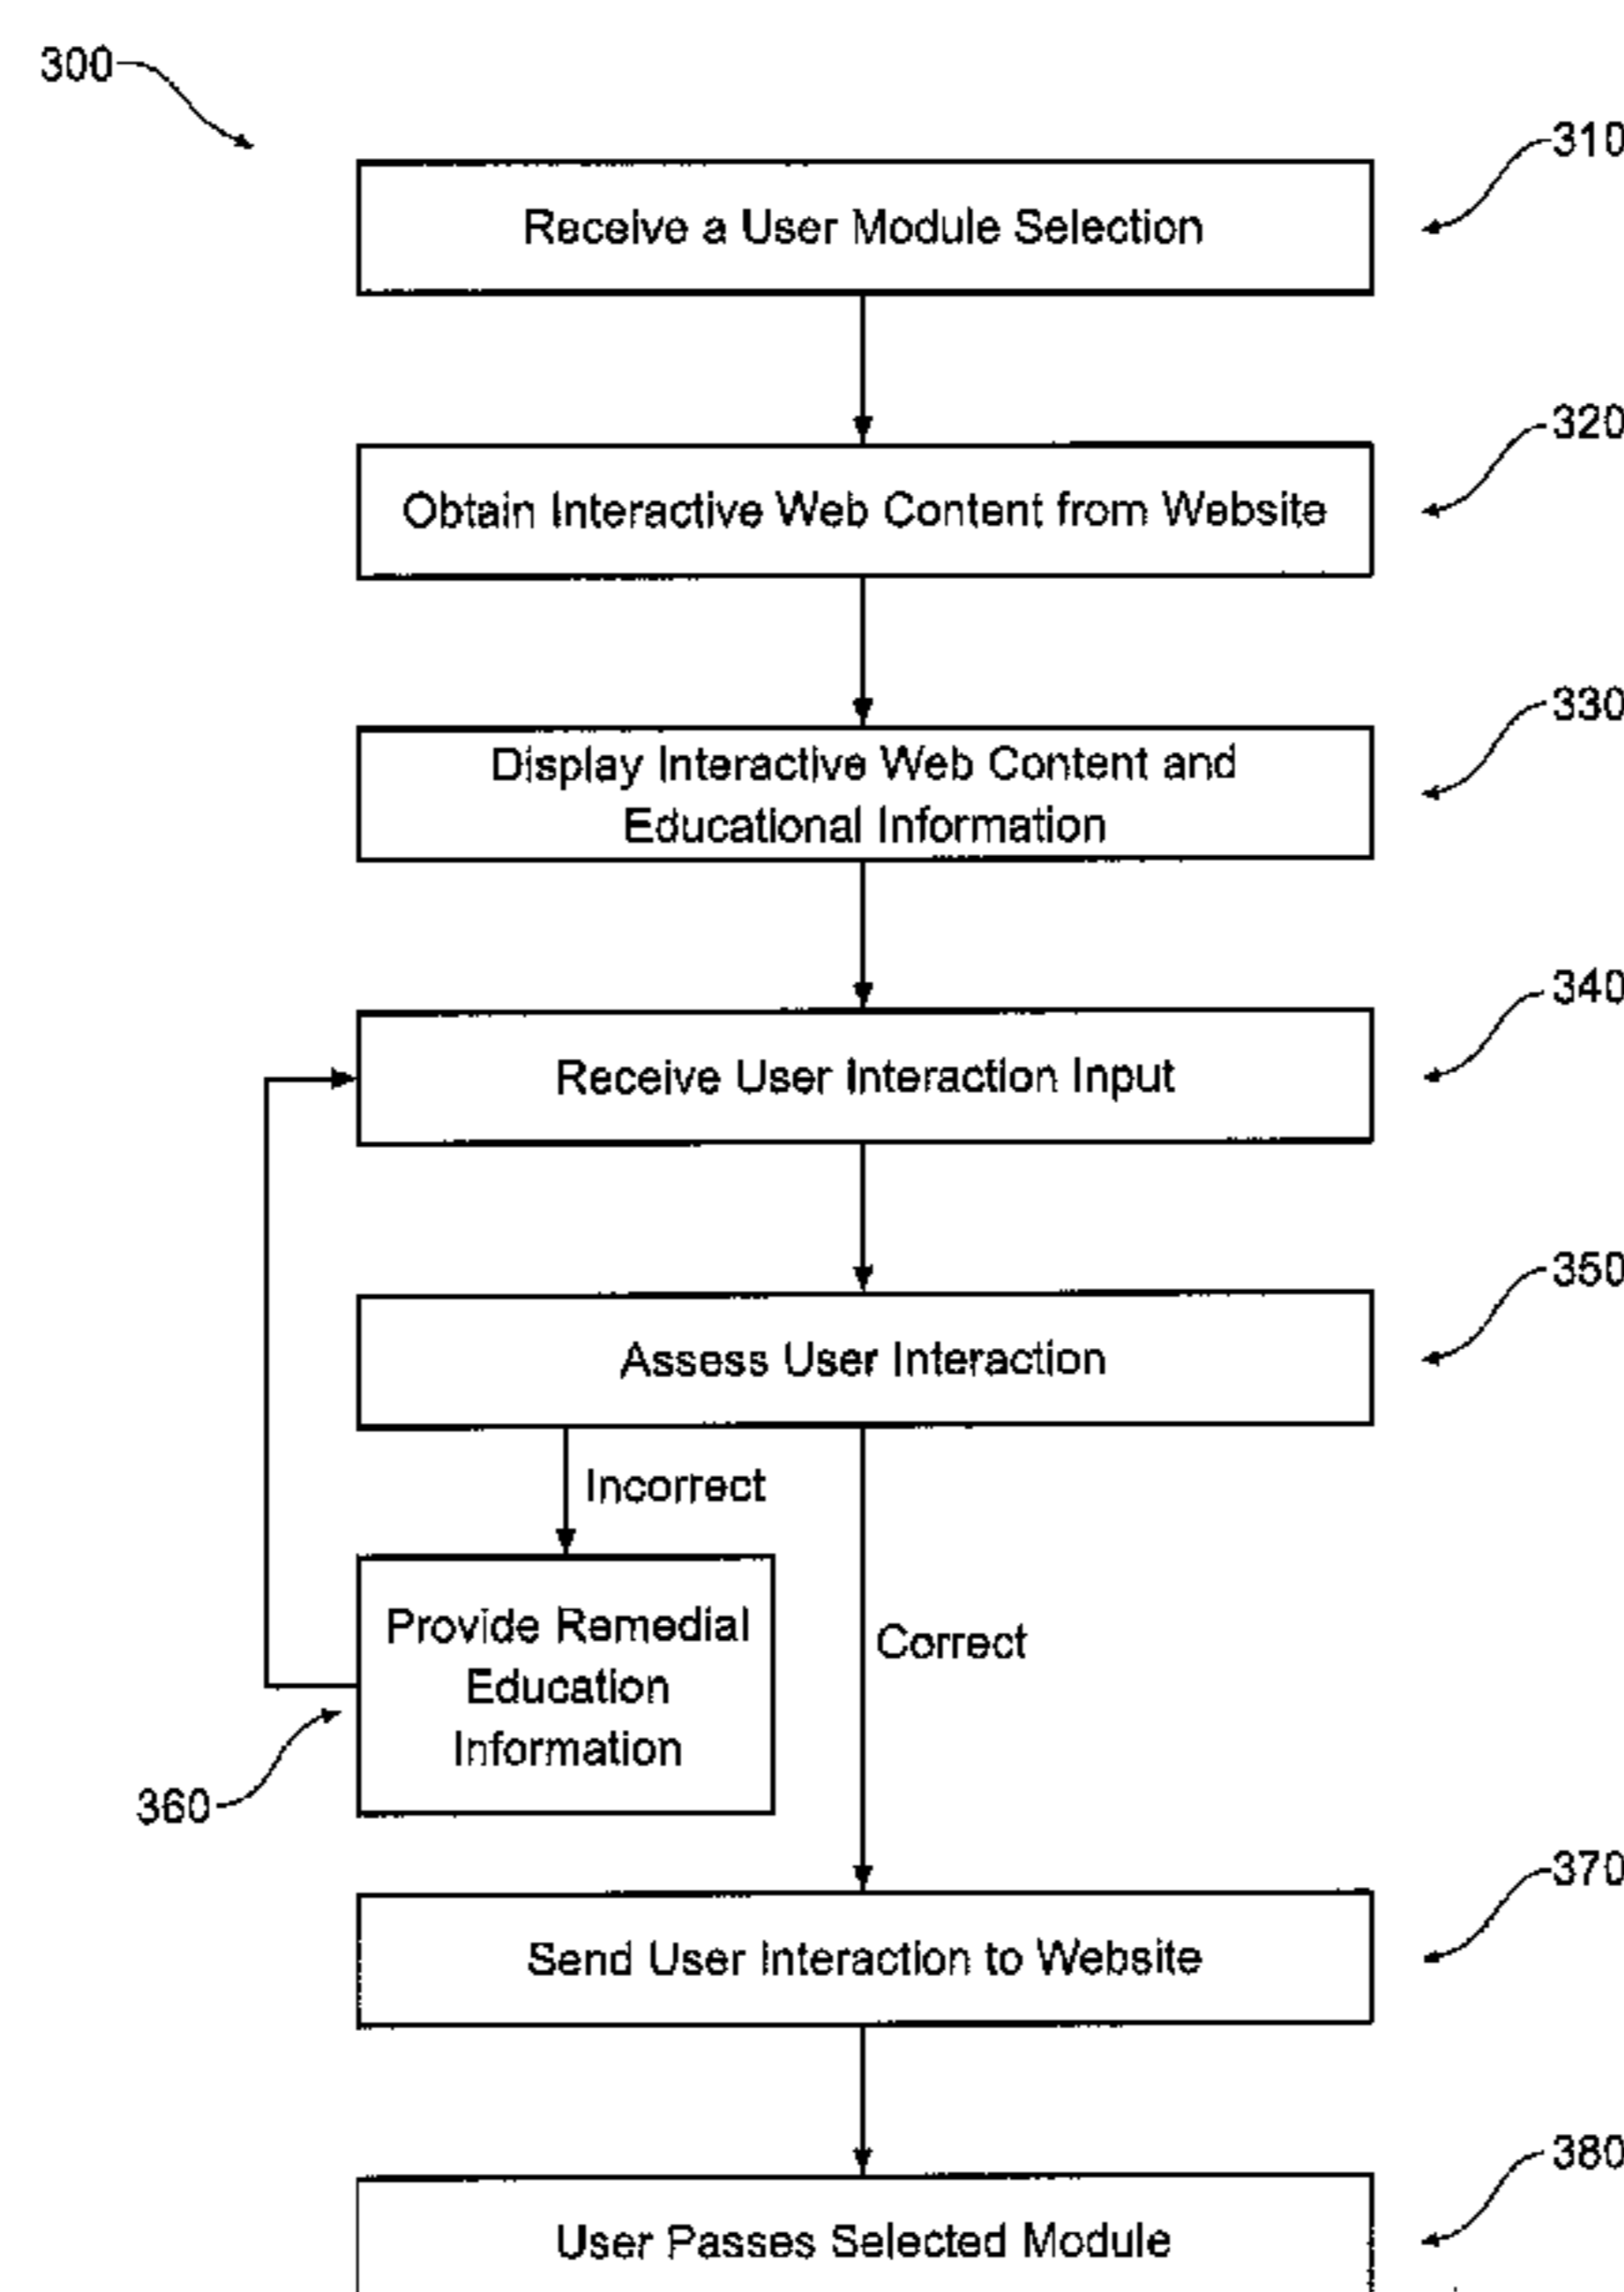 300
310
Receive a User Module Selection
320
Obtain Interactive Web Content from Website
330
Display Interactive Web Content and
Educational Information
340
Receive User Interaction Input
350
Assess User Interaction
Incorrect
Provide Remedial
Education
Information
Correct
360
370
Send User Interaction to Website
380
User Passes Selected Module